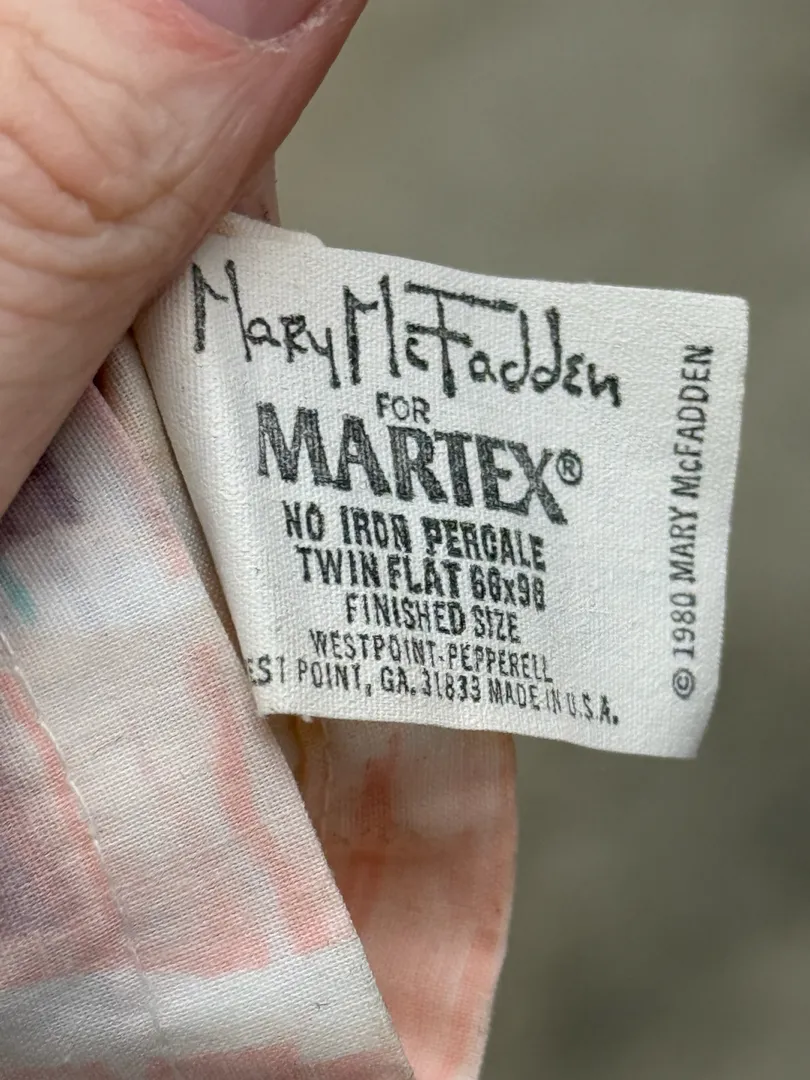 Mary McFadden
FOR
MARTEX®
NO IRON PERCALE
TWIN FLAT 66x96
FINISHED SIZE
WESTPOINT-PEPPERELL
EST POINT, GA. 31833 MADE IN U.S.A.
© 1980 MARY McFADDEN